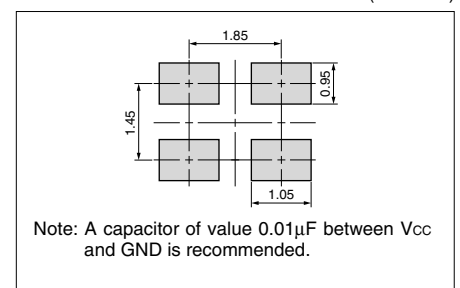 1.85
0.95
1.45
1.05
Note: A capacitor of value 0.01μF between Vcc
and GND is recommended.